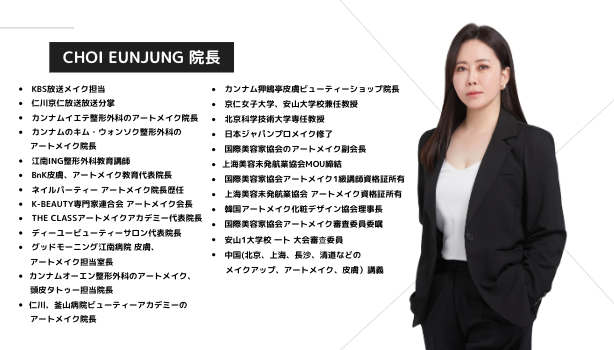 CHOI EUNJUNG 院長
• KBS放送メイク担当
• 仁川京仁放送放送分掌
• カンナムイエテ整形外科のアートメイク院長
• カンナムのキム・ウォンソク整形外科の
アートメイク院長
• 江南ING整形外科教育講師
• BnK皮膚、アートメイク教育代表院長
• ネイルパーティー アートメイク院長歴任
• K-BEAUTY専門家連合会 アートメイク会長
• THE CLASSアートメイクアカデミー代表院長
• ディーユービューティーサロン代表院長
• グッドモーニング江南病院 皮膚、
アートメイク担当室長
• カンナムオーエン整形外科のアートメイク、
頭皮タトゥー担当院長
• 仁川、釜山病院ビューティーアカデミーの
アートメイク院長
• カンナム押鴎亭皮膚ビューティーショップ院長
• 京仁女子大学、安山大学校兼任教授
• 北京科学技術大学専任教授
• 日本ジャパンプロメイク修了
• 国際美容家協会のアートメイク副会長
• 上海美容未発航業協会MOU締結
• 国際美容家協会アートメイク1級講師資格証所有
• 上海美容未発航業協会 アートメイク資格証所有
• 韓国アートメイク化粧デザイン協会理事長
• 国際美容家協会アートメイク審査委員委嘱
• 安山1大学校 ート 大会審査委員
• 中国(北京、上海、長沙、清道などの
メイクアップ、アートメイク、皮膚）講義